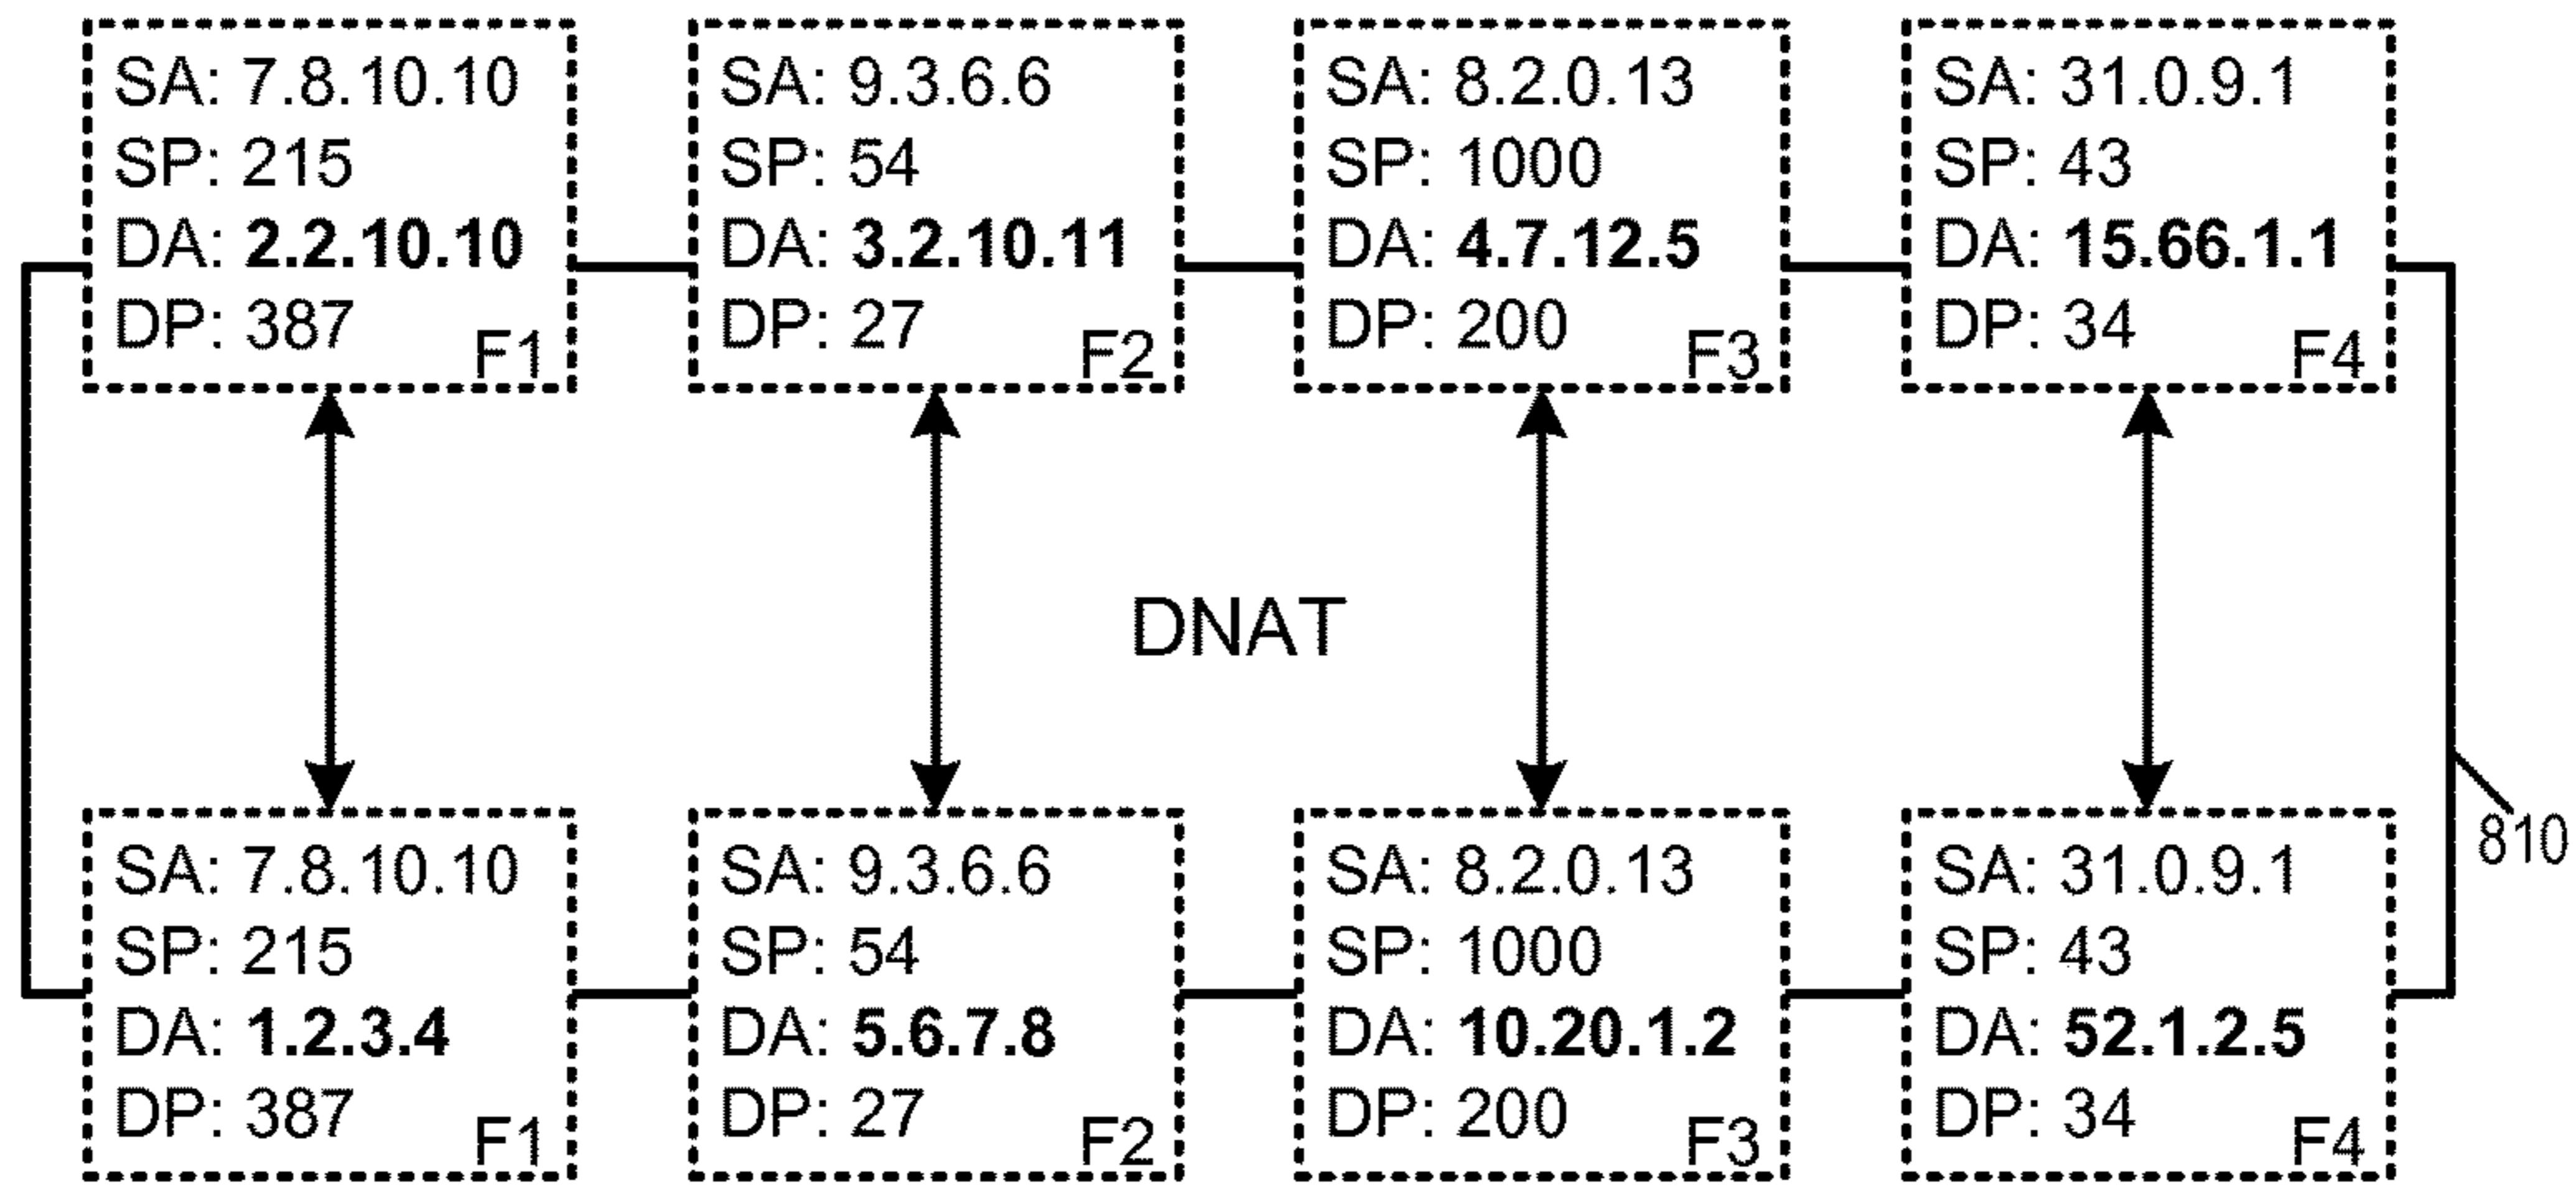 SA: 7.8.10.10
SP: 215
DA: 2.2.10.10
DP: 387
F1
SA: 9.3.6.6
SP: 54
DA: 3.2.10.11
DP: 27
F2
SA: 8.2.0.13
SP: 1000
DA: 4.7.12.5
DP: 200
F3
SA: 31.0.9.1
SP: 43
DA: 15.66.1.1
DP: 34
F4
DNAT
810
SA: 7.8.10.10
SP: 215
DA: 1.2.3.4
DP: 387
F1
SA: 9.3.6.6
SP: 54
DA: 5.6.7.8
DP: 27
F2
SA: 8.2.0.13
SP: 1000
DA: 10.20.1.2
DP: 200
F3
SA: 31.0.9.1
SP: 43
DA: 52.1.2.5
DP: 34
F4